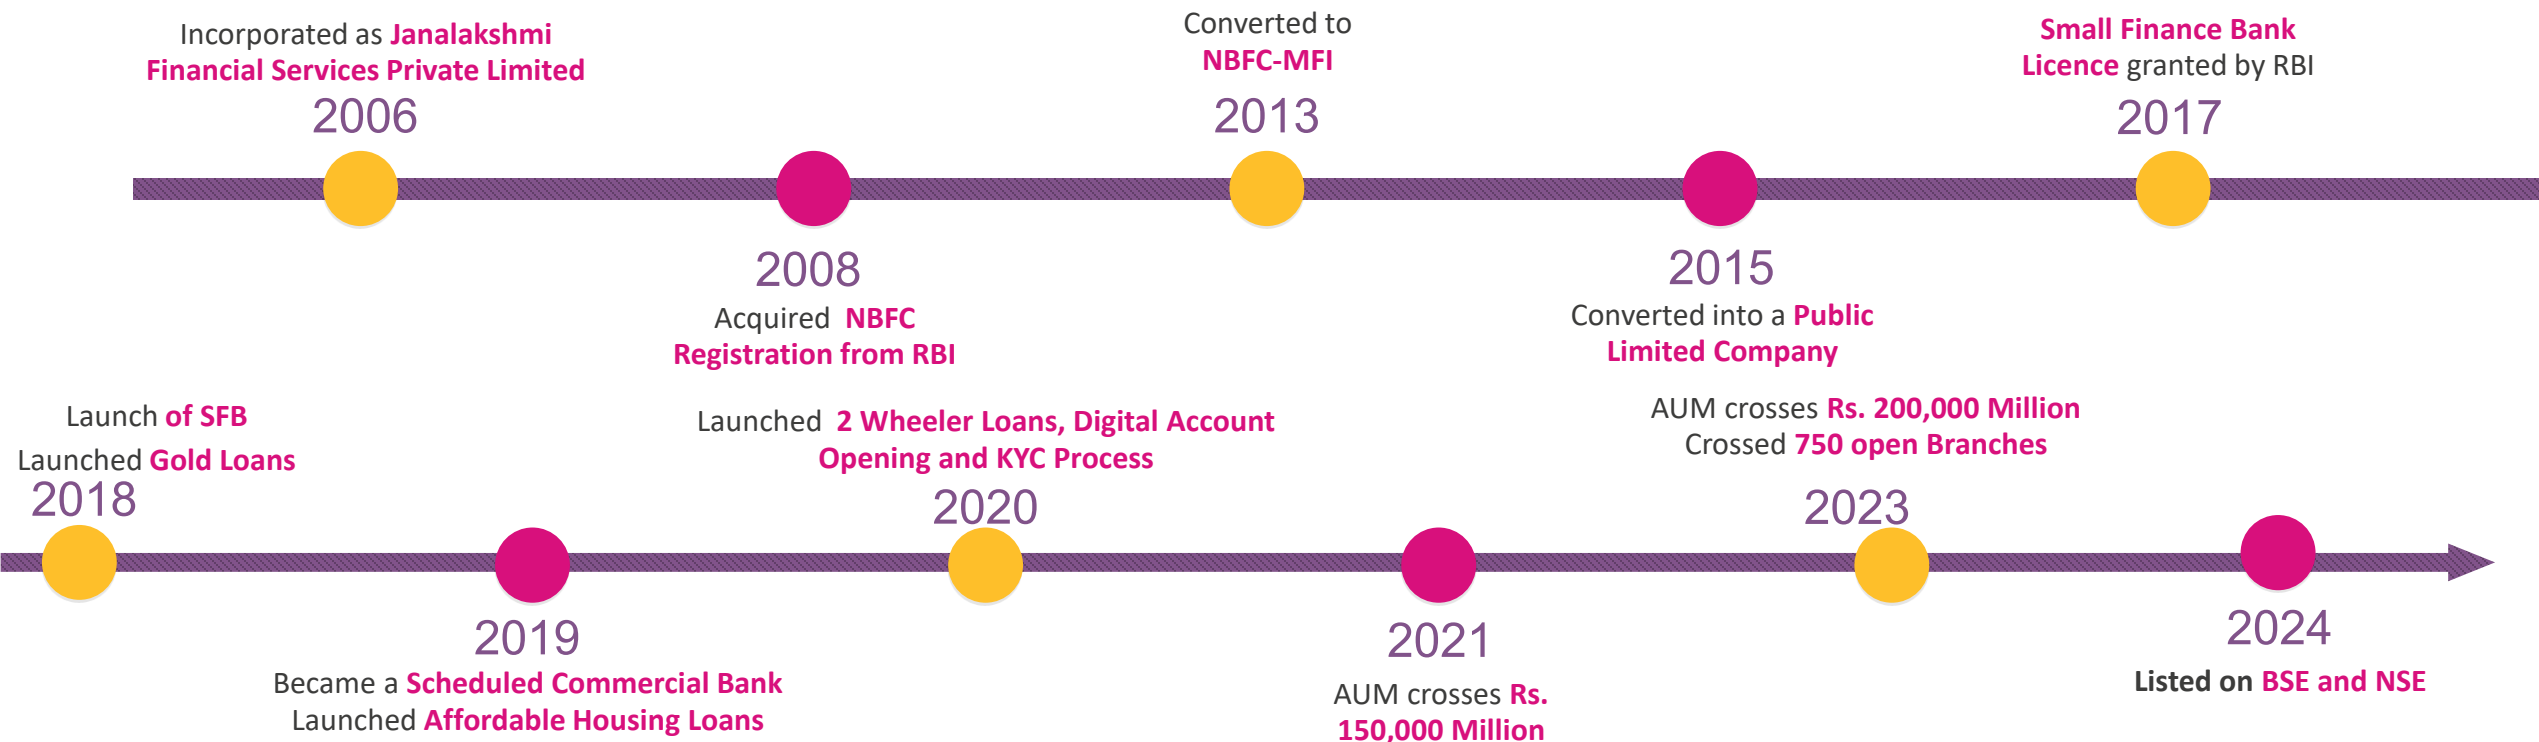 Incorporated as Janalakshmi
Financial Services Private Limited
2006
2008
Acquired NBFC
Registration from RBI
Converted to
NBFC-MFI
2013
2015
Converted into a Public
Limited Company
Small Finance Bank
Licence granted by RBI
2017
Launch of SFB
Launched Gold Loans
2018
2019
Became a Scheduled Commercial Bank
Launched Affordable Housing Loans
Launched 2 Wheeler Loans, Digital Account
Opening and KYC Process
2020
2021
AUM crosses Rs.
150,000 Million
AUM crosses Rs. 200,000 Million
Crossed 750 open Branches
2023
2024
Listed on BSE and NSE